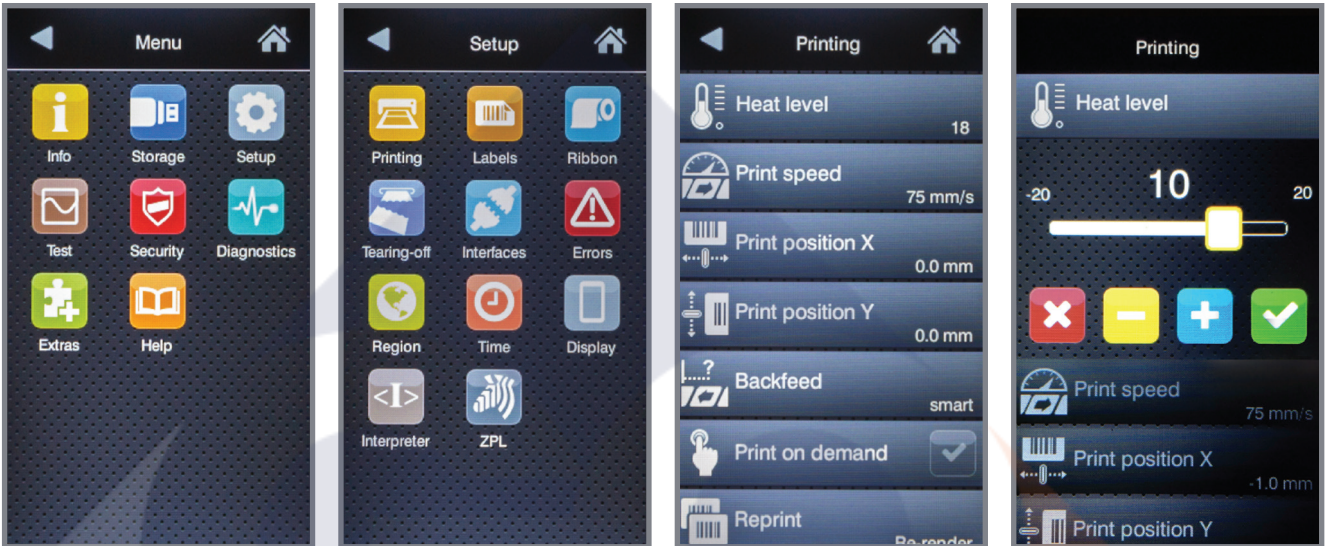 Menu
Info
Storage
Setup
Test
Security
Diagnostics
Extras
Help
Setup
Printing
Labels
Ribbon
Tearing-off
Interfaces
Errors
Region
Time
Display
<I>
Interpreter
ZPL
Printing
Heat level
18
Print speed
75 mm/s
Print position X
0.0 mm
Print position Y
0.0 mm
?
Backfeed
smart
Print on demand
Reprint
Re-render
Printing
Heat level
-20
10
20
Print speed
75 mm/s
Print position X
-1.0 mm
Print position Y